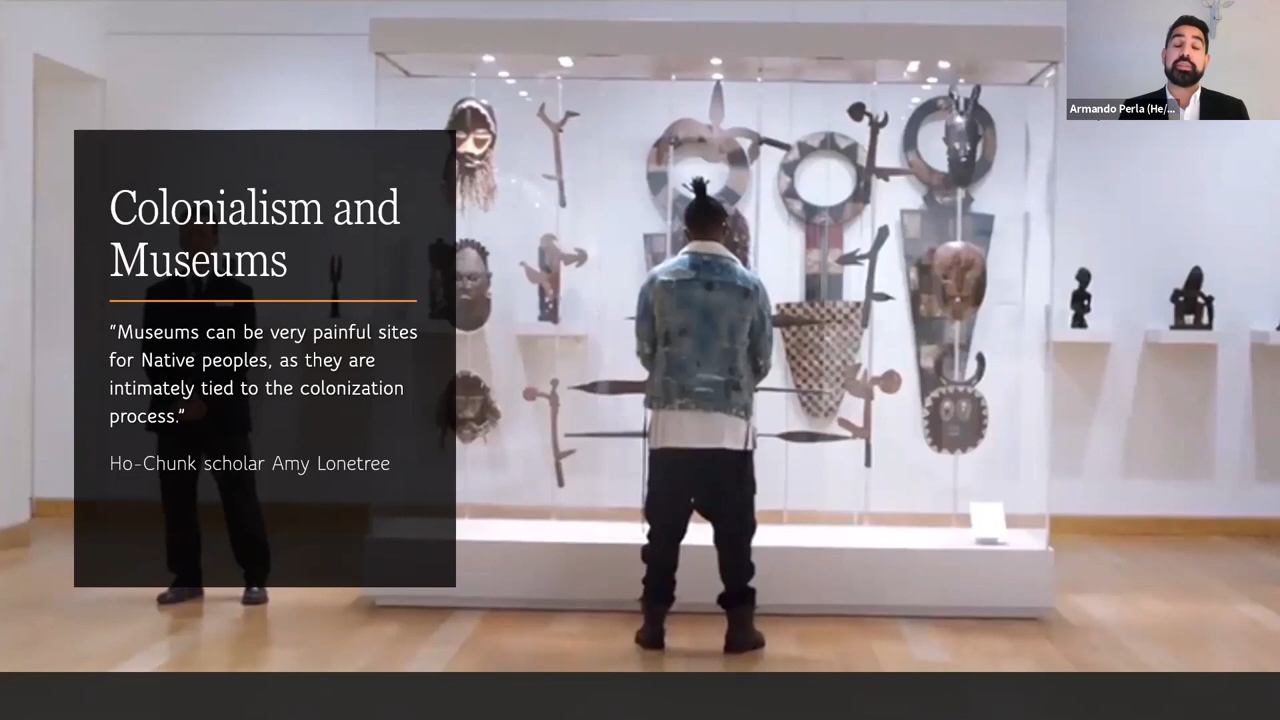 Armando Perla (He/...
Colonialism and
Museums
"Museums can be very painful sites
for Native peoples, as they are
intimately tied to the colonization
process."
Ho-Chunk scholar Amy Lonetree